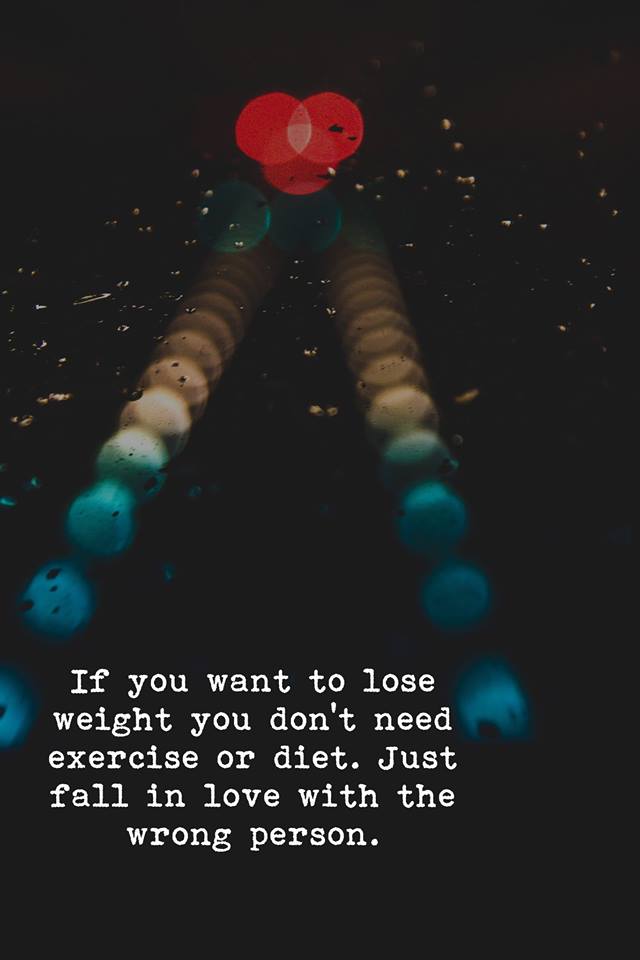 If you want to lose
weight you don't need
exercise or diet. Just
fall in love with the
wrong person.